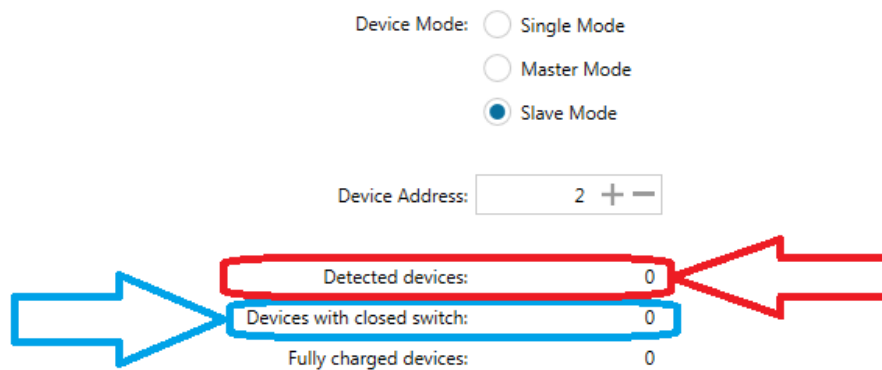 Device Mode: Single Mode
Master Mode
Slave Mode
Device Address: 2
Detected devices: 0
Devices with closed switch: 0
Fully charged devices: 0